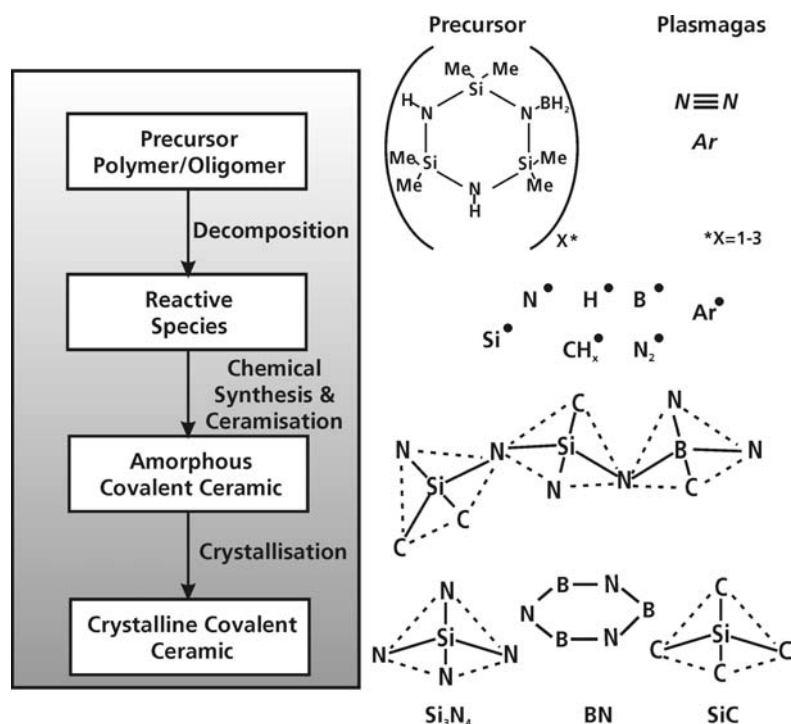 Precursor
Plasmagas
Precursor
Polymer/Oligomer
Decomposition
Reactive
Species
Chemical
Synthesis &
Ceramisation
Amorphous
Covalent Ceramic
Crystallisation
Crystalline Covalent
Ceramic
Me Me
Si
H
N
N
BH₂
Me
Si
Me
Si
Me
Me
N
H
X*
N≡N
Ar
*X=1-3
N•
H•
B•
Ar•
Si•
CHₓ•
N₂•
N
Si
C
C
N
Si
C
N
N
B
N
C
N
N
Si
N
N
N
B
N
N
B
B
N
C
Si
C
C
C
Si₃N₄
BN
SiC